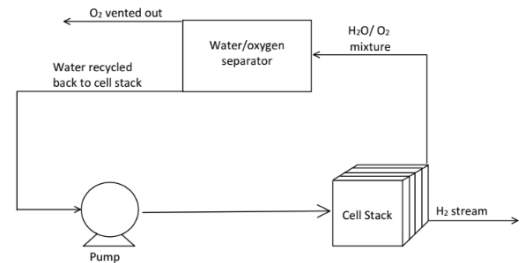 O₂ vented out
H₂O/ O₂
mixture
Water/oxygen
separator
Water recycled
back to cell stack
Cell Stack
H₂ stream
Pump